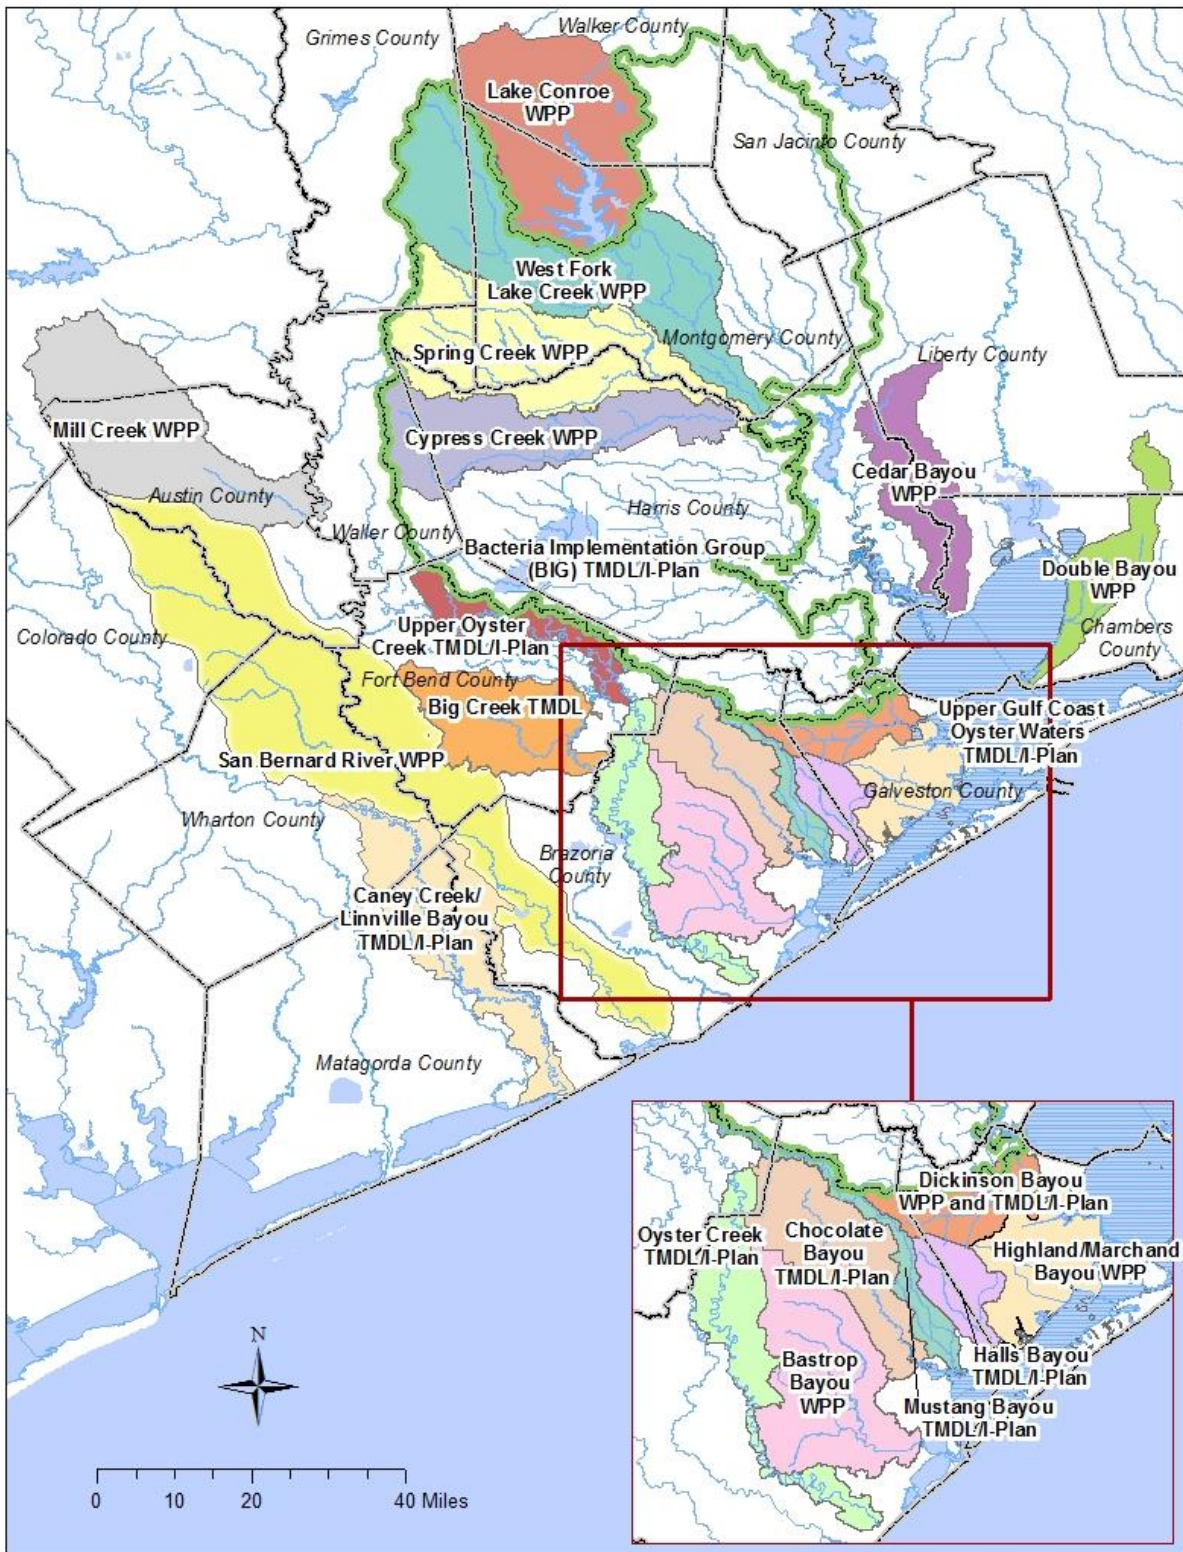 Grimes County
Walker County
Lake Conroe
WPP
San Jacinto County
West Fork
Lake Creek WPP
Montgomery County
Spring Creek WPP
Liberty County
Mill Creek WPP
Cypress Creek WPP
Cedar Bayou
WPP
Austin County
Harris County
Waller County
Bacteria Implementation Group
(BIG) TMDL/I-Plan
Double Bayou
WPP
Chambers
County
Colorado County
Upper Oyster
Creek TMDL/I-Plan
Fort Bend County
Big Creek TMDL
Upper Gulf Coast
Oyster Waters
TMDL/I-Plan
San Bernard River WPP
Galveston County
Wharton County
Brazoria
County
Caney Creek/
Linnville Bayou
TMDL/I-Plan
Matagorda County
Dickinson Bayou
WPP and TMDL/I-Plan
Oyster Creek
TMDL/I-Plan
Chocolate
Bayou
TMDL/I-Plan
Highland/Marchand
Bayou WPP
Bastrop
Bayou
WPP
Halls Bayou
TMDL/I-Plan
Mustang Bayou
TMDL/I-Plan
N
0 10 20 40 Miles